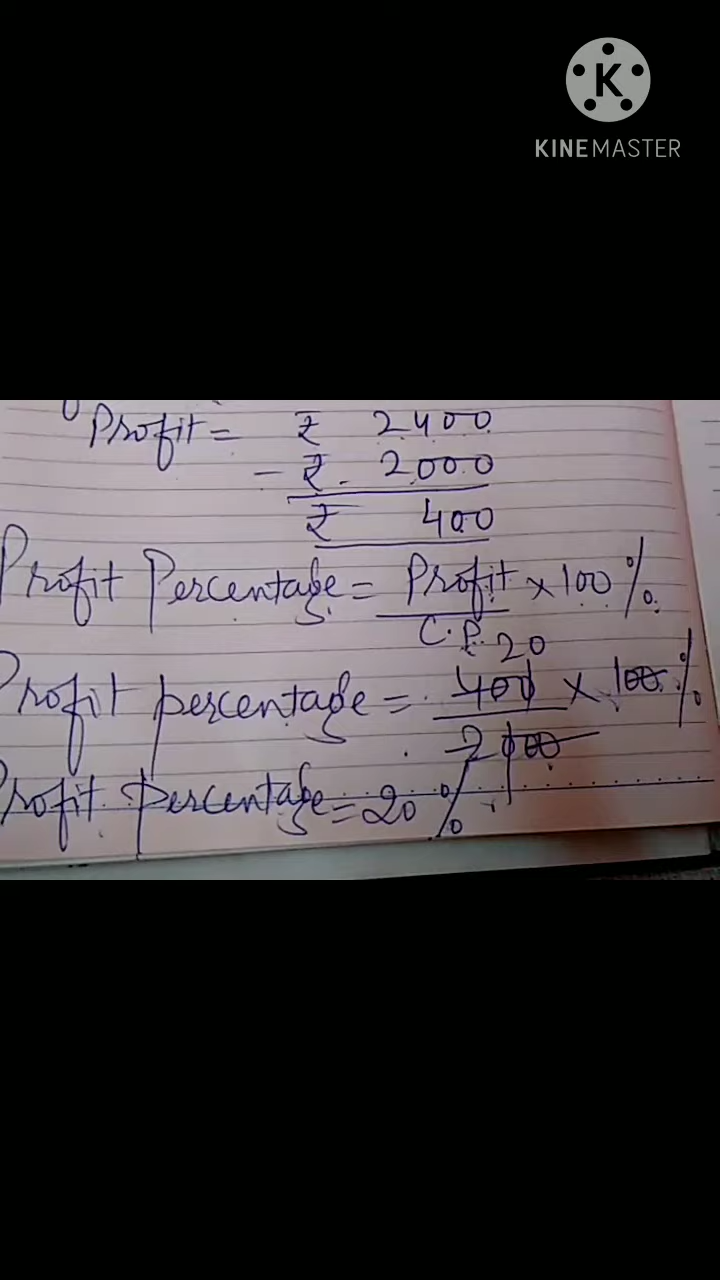 KINEMASTER
Profit = ₹ 2400
- ₹. 2000
₹ 400
Profit Percentage = Profit × 100 %
C.P.
20
Profit percentage = 400 × 100 %
2000
Profit percentage = 20 %